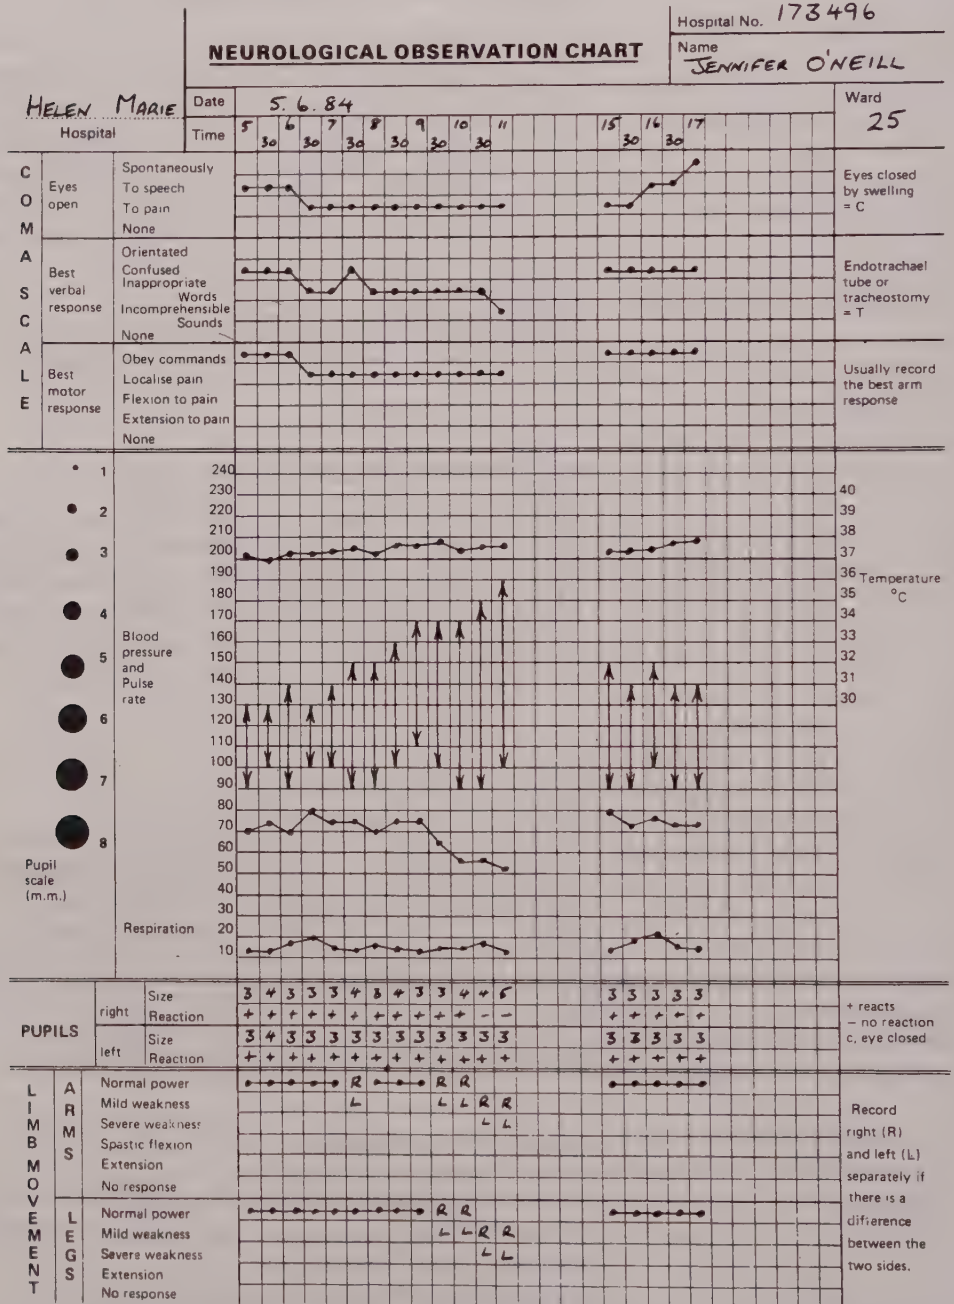 Hospital No. 173496
NEUROLOGICAL OBSERVATION CHART
Name
JENNIFER O'NEILL
HELEN MARIE
Hospital
Date 5.6.84
Time 5 30 6 30 7 30 8 30 9 30 10 30 11 15 30 16 30 17
Ward
25
COMA SCALE
Eyes open
Spontaneously
To speech
To pain
None
Eyes closed
by swelling
= C
Best
verbal
response
Orientated
Confused
Inappropriate
Words
Incomprehensible
Sounds
None
Endotrachael
tube or
tracheostomy
= T
Best
motor
response
Obey commands
Localise pain
Flexion to pain
Extension to pain
None
Usually record
the best arm
response
1
2
3
4
5
6
7
8
Pupil
scale
(m.m.)
Blood
pressure
and
Pulse
rate
Respiration
240
230
220
210
200
190
180
170
160
150
140
130
120
110
100
90
80
70
60
50
40
30
20
10
40
39
38
37
36
35
34
33
32
31
30
Temperature
°C
PUPILS
right
Size 3 4 3 3 3 4 3 4 3 3 4 4 5 3 3 3 3 3
Reaction + + + + + + + + + + + - - + + + + +
left
Size 3 4 3 3 3 3 3 3 3 3 3 3 3 3 3 3 3 3
Reaction + + + + + + + + + + + + + + + + + +
+ reacts
– no reaction
c, eye closed
LIMB MOVEMENT
ARMS
Normal power R R R
Mild weakness L L L R R
Severe weakness L L
Spastic flexion
Extension
No response
LEGS
Normal power R R
Mild weakness L L R R
Severe weakness L L
Extension
No response
Record
right (R)
and left (L)
separately if
there is a
difference
between the
two sides.